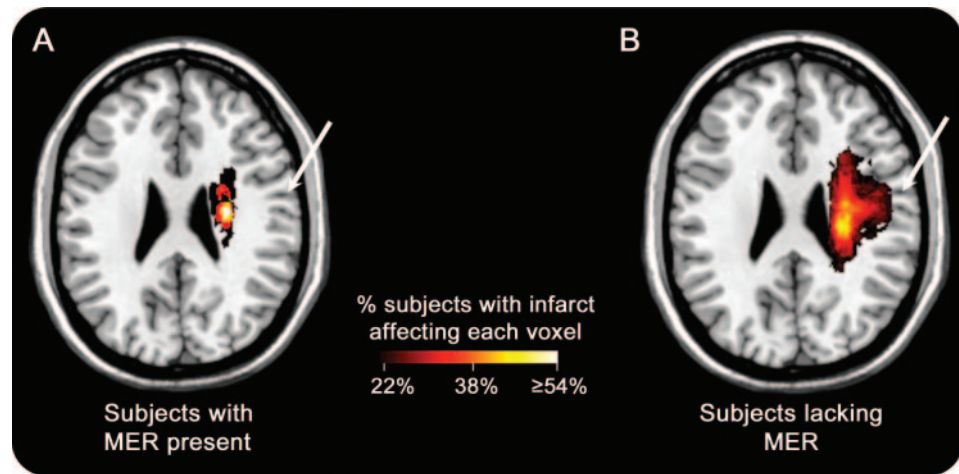 A
B
% subjects with infarct
affecting each voxel
22% 38% ≥54%
Subjects with
MER present
Subjects lacking
MER